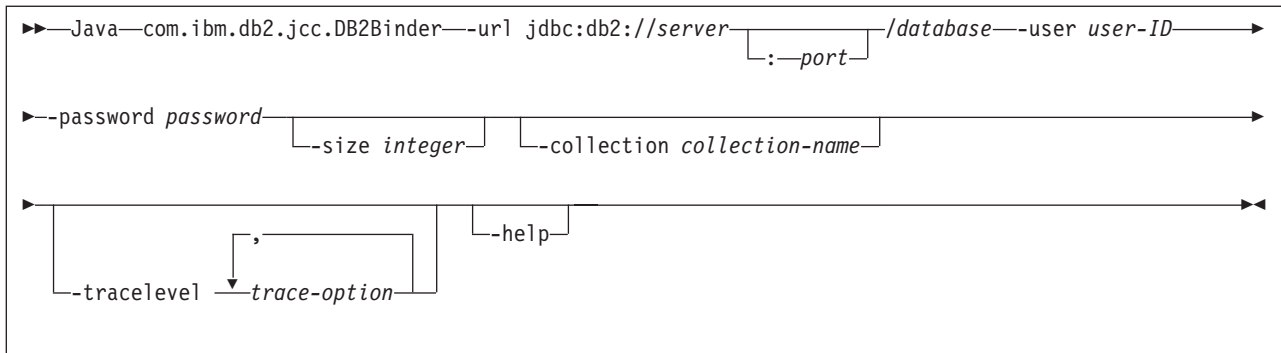 Java com.ibm.db2.jcc.DB2Binder -url jdbc:db2://server : port /database -user user-ID
-password password -size integer -collection collection-name
-tracelevel , trace-option -help